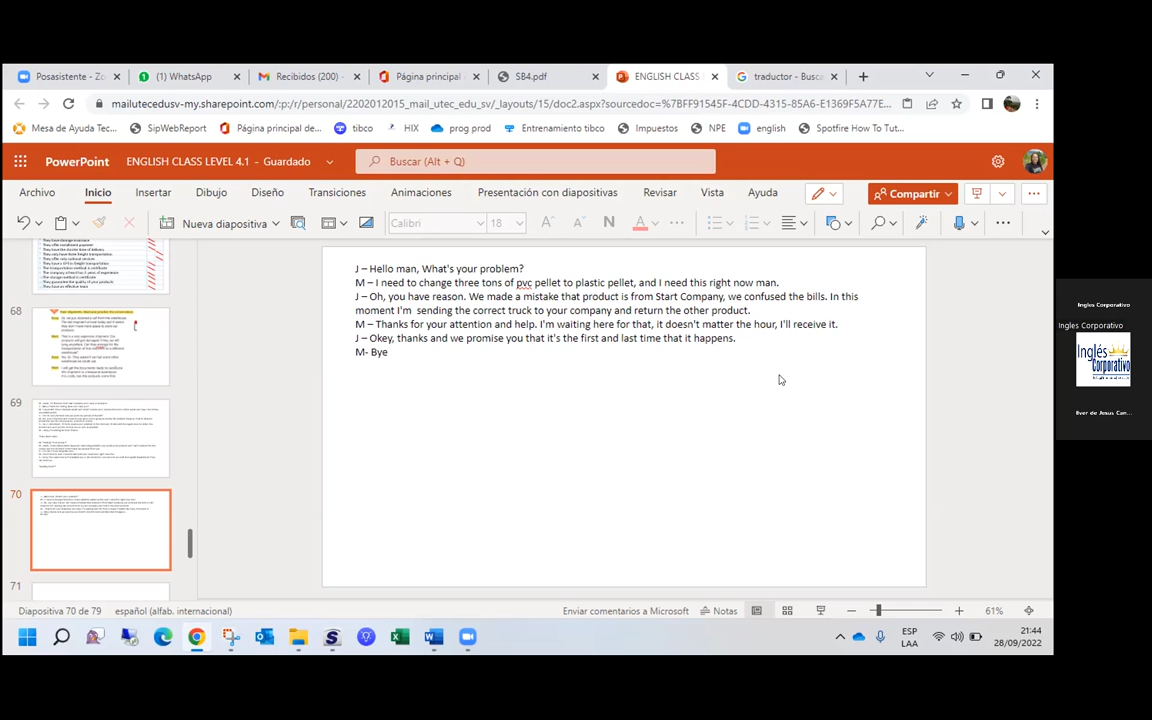 Posasistente - Zo
(1) WhatsApp
Recibidos (200) -
Página principal
SB4.pdf
ENGLISH CLASS
traductor - Busc
mailutecedusv-my.sharepoint.com/:p:/r/personal/2202012015_mail_utec_edu_sv/_layouts/15/doc2.aspx?sourcedoc=%7BFF91545F-4CDD-4315-85A6-E1369F5A77E...
Mesa de Ayuda Tec...
SipWebReport
Página principal de...
tibco
HIX
prog prod
Entrenamiento tibco
Impuestos
NPE
english
Spotfire How To Tut...
PowerPoint
ENGLISH CLASS LEVEL 4.1 - Guardado
Buscar (Alt + Q)
Archivo
Inicio
Insertar
Dibujo
Diseño
Transiciones
Animaciones
Presentación con diapositivas
Revisar
Vista
Ayuda
Compartir
Nueva diapositiva
Calibri
18
N
A
68
69
70
71
J – Hello man, What's your problem?
M – I need to change three tons of pvc pellet to plastic pellet, and I need this right now man.
J – Oh, you have reason. We made a mistake that product is from Start Company, we confused the bills. In this
moment I'm sending the correct truck to your company and return the other product.
M – Thanks for your attention and help. I'm waiting here for that, it doesn't matter the hour, I'll receive it.
J – Okey, thanks and we promise you that it's the first and last time that it happens.
M- Bye
Ingles Corporativo
Ingles Corporativo
Inglés
Corporativo
Ever de Jesus Can...
Diapositiva 70 de 79
español (alfab. internacional)
Enviar comentarios a Microsoft
Notas
61%
ESP
LAA
21:44
28/09/2022